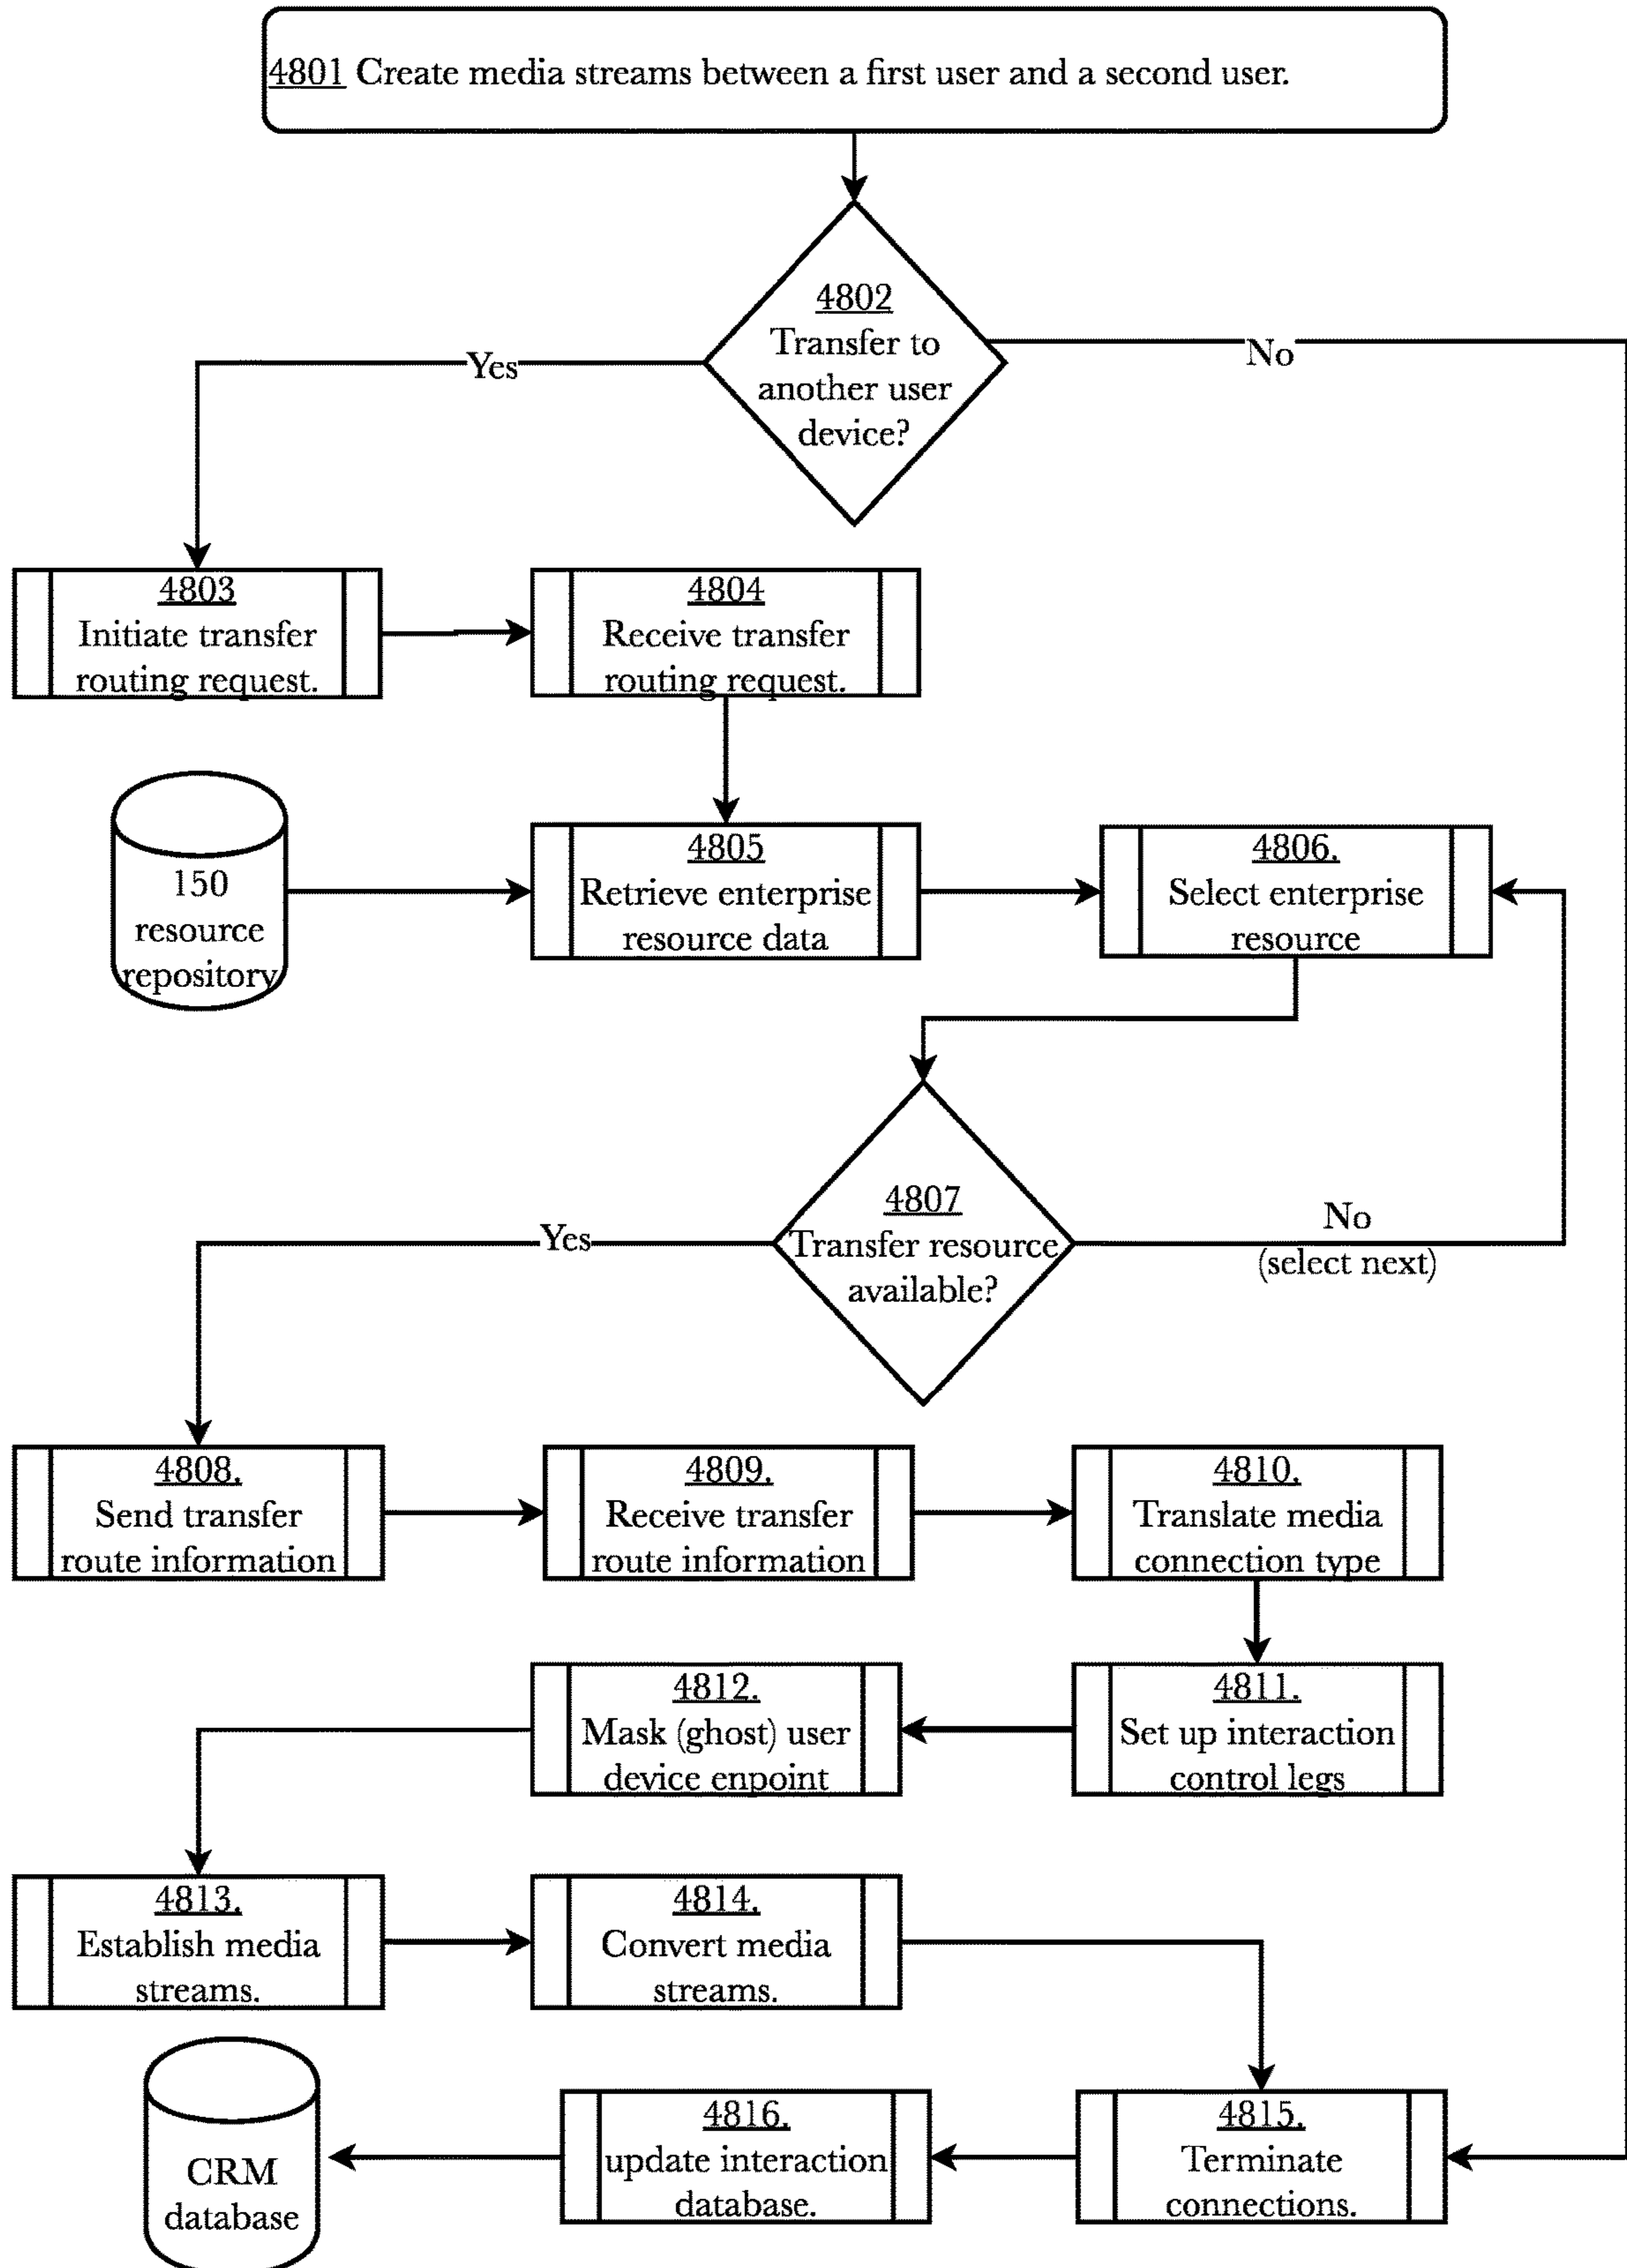 4801 Create media streams between a first user and a second user.
4802
Transfer to
another user
device?
Yes
No
4803
Initiate transfer
routing request.
4804
Receive transfer
routing request.
150
resource
repository
4805
Retrieve enterprise
resource data
4806.
Select enterprise
resource
4807
Transfer resource
available?
Yes
No
(select next)
4808.
Send transfer
route information
4809.
Receive transfer
route information
4810.
Translate media
connection type
4812.
Mask (ghost) user
device enpoint
4811.
Set up interaction
control legs
4813.
Establish media
streams.
4814.
Convert media
streams.
CRM
database
4816.
update interaction
database.
4815.
Terminate
connections.